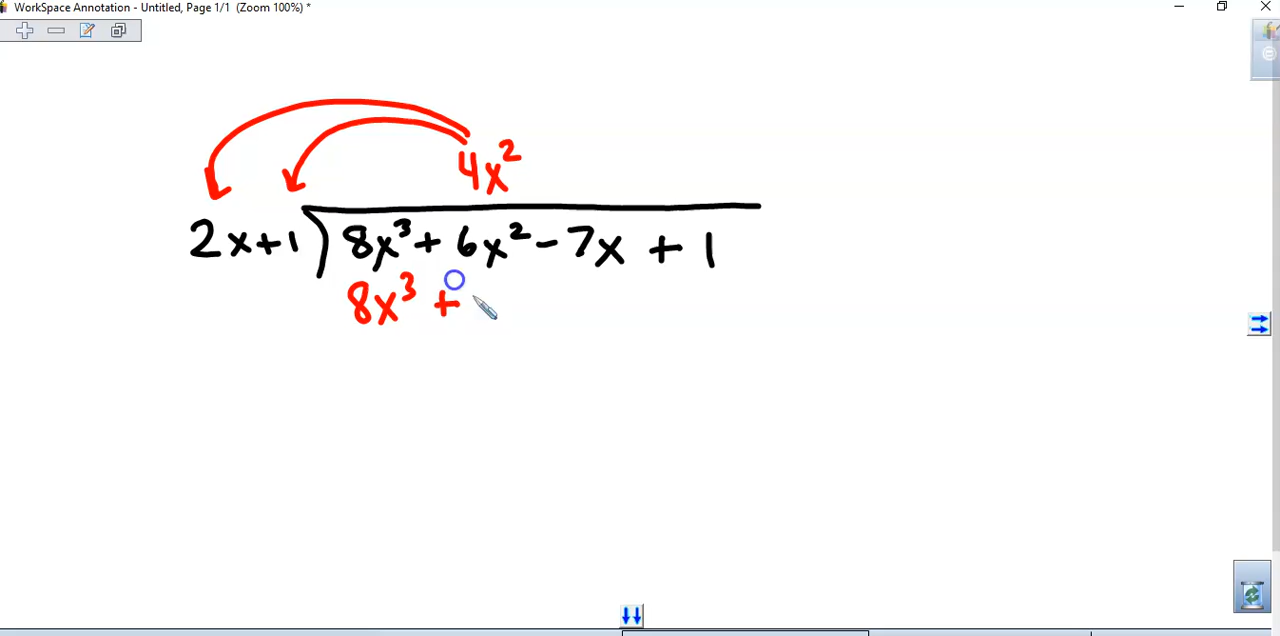 WorkSpace Annotation - Untitled, Page 1/1 (Zoom 100%) *
4x²
2x+1)8x³+6x²-7x+1
8x³+